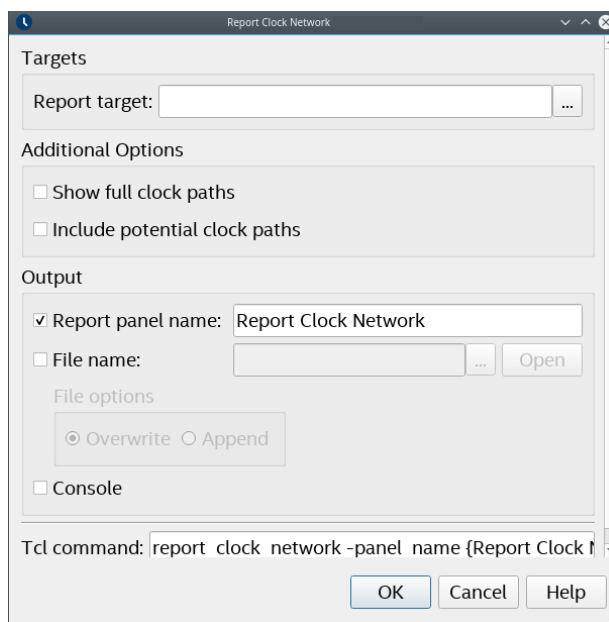 Report Clock Network
Targets
Report target:
...
Additional Options
Show full clock paths
Include potential clock paths
Output
Report panel name: Report Clock Network
File name: ... Open
File options
Overwrite Append
Console
Tcl command: report_clock_network -panel_name {Report Clock
OK Cancel Help